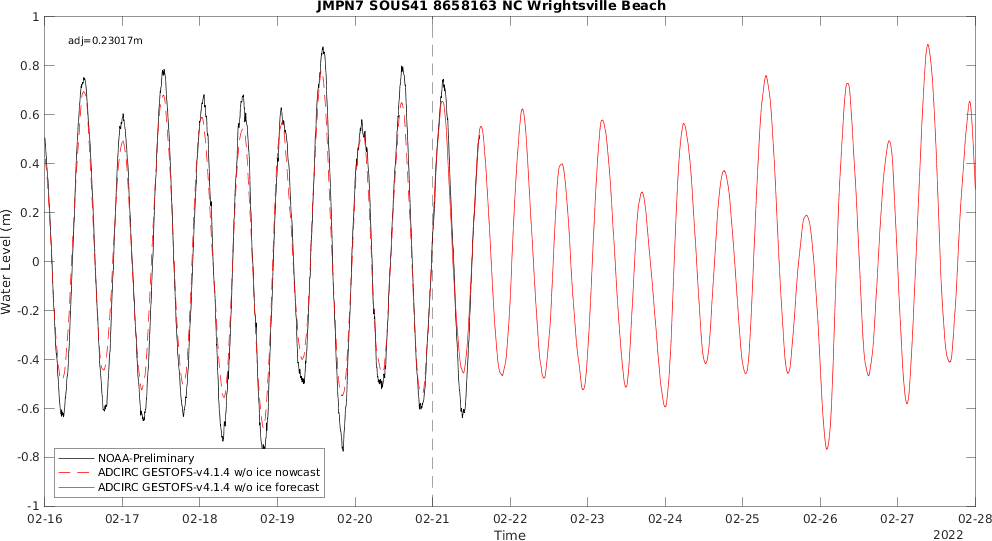 JMPN7 SOUS41 8658163 NC Wrightsville Beach
1
adj=0.23017m
0.8
0.6
0.4
0.2
0
-0.2
-0.4
-0.6
-0.8
-1
Water Level (m)
NOAA-Preliminary
ADCIRC GESTOFS-v4.1.4 w/o ice nowcast
ADCIRC GESTOFS-v4.1.4 w/o ice forecast
02-16 02-17 02-18 02-19 02-20 02-21 02-22 02-23 02-24 02-25 02-26 02-27 02-28
Time
2022